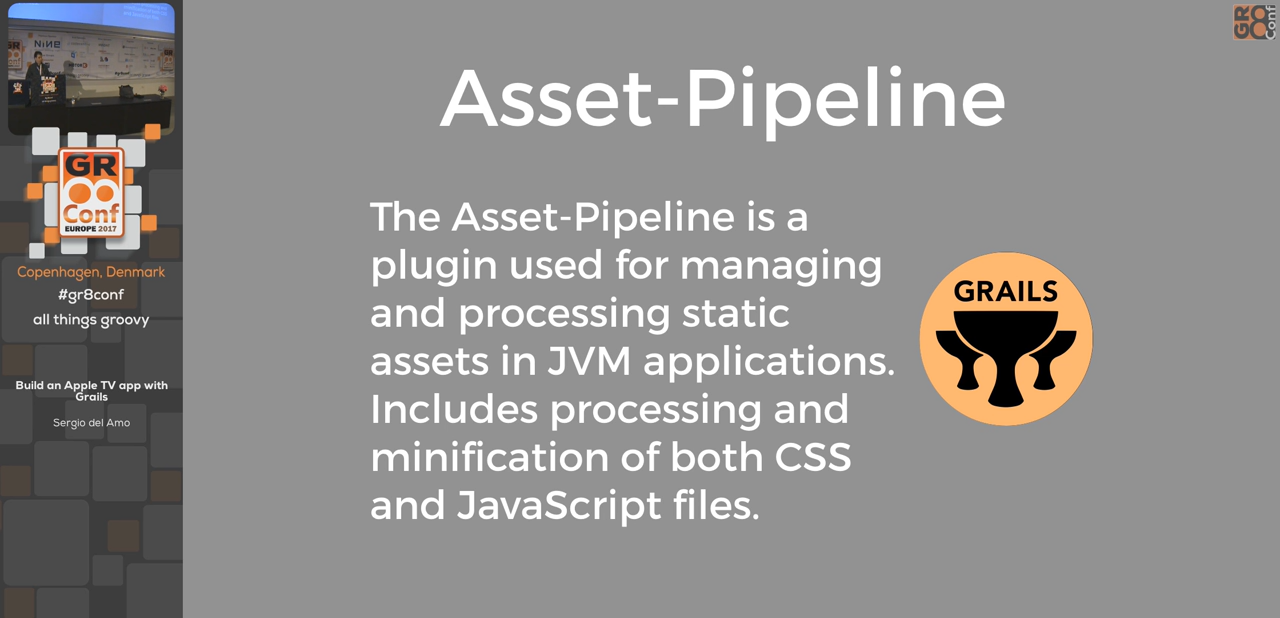 Asset-Pipeline
The Asset-Pipeline is a
plugin used for managing
and processing static
assets in JVM applications.
Includes processing and
minification of both CSS
and JavaScript files.
GRAILS
GR
Conf
NiNE
GR
Conf
EUROPE 2017
Copenhagen, Denmark
#gr8conf
all things groovy
Build an Apple TV app with
Grails
Sergio del Amo